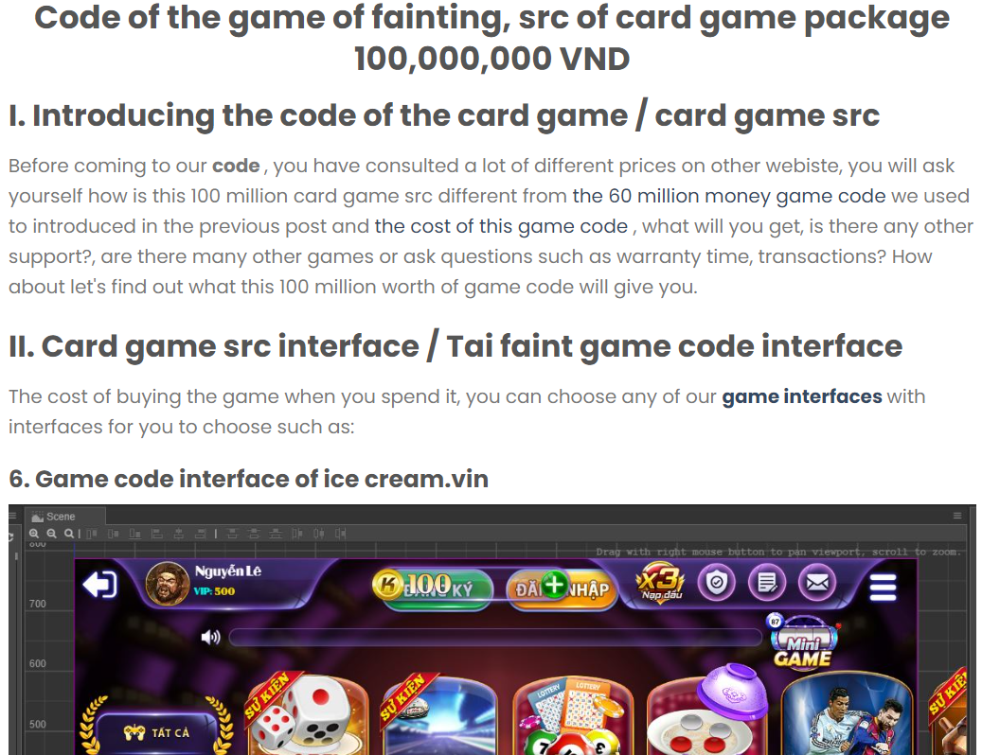 Code of the game of fainting, src of card game package
100,000,000 VND
I. Introducing the code of the card game / card game src
Before coming to our code , you have consulted a lot of different prices on other webiste, you will ask
yourself how is this 100 million card game src different from the 60 million money game code we used
to introduced in the previous post and the cost of this game code , what will you get, is there any other
support?, are there many other games or ask questions such as warranty time, transactions? How
about let's find out what this 100 million worth of game code will give you.
II. Card game src interface / Tai faint game code interface
The cost of buying the game when you spend it, you can choose any of our game interfaces with
interfaces for you to choose such as:
6. Game code interface of ice cream.vin
Scene
800
Drag with right mouse button to pan viewport, scroll to zoom.
Nguyễn Lê
VIP: 500
K 100 KÝ
ĐĂ NHẬP
X3
Nạp đầu
700
87
Mini
GAME
600
SỰ KIỆN
SỰ KIỆN
LOTTERY
LOTTERY
SỰ KIỆN
500
TẤT CẢ
7